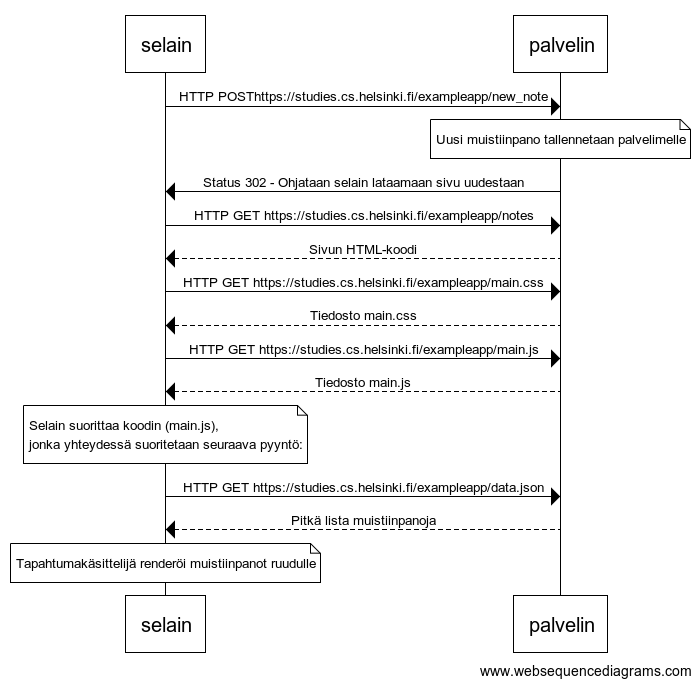 selain palvelin
HTTP POSThttps://studies.cs.helsinki.fi/exampleapp/new_note
Uusi muistiinpano tallennetaan palvelimelle
Status 302 - Ohjataan selain lataamaan sivu uudestaan
HTTP GET https://studies.cs.helsinki.fi/exampleapp/notes
Sivun HTML-koodi
HTTP GET https://studies.cs.helsinki.fi/exampleapp/main.css
Tiedosto main.css
HTTP GET https://studies.cs.helsinki.fi/exampleapp/main.js
Tiedosto main.js
Selain suorittaa koodin (main.js),
jonka yhteydessä suoritetaan seuraava pyyntö:
HTTP GET https://studies.cs.helsinki.fi/exampleapp/data.json
Pitkä lista muistiinpanoja
Tapahtumakäsittelijä renderöi muistiinpanot ruudulle
selain palvelin
www.websequencediagrams.com